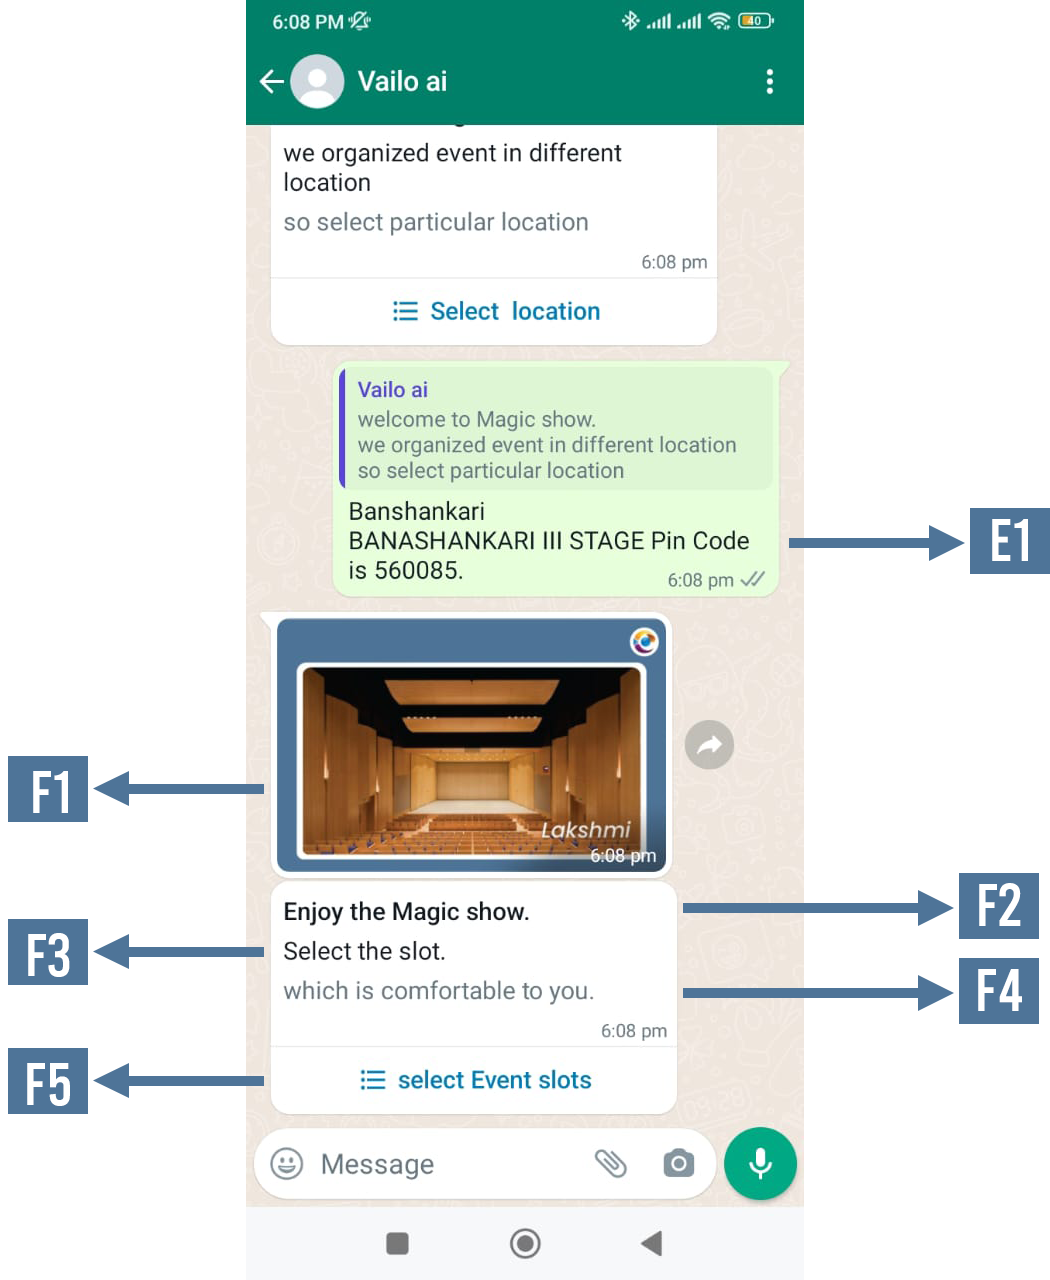 6:08 PM
40
Vailo ai
we organized event in different
location
so select particular location
6:08 pm
Select location
Vailo ai
welcome to Magic show.
we organized event in different location
so select particular location
Banshankari
BANASHANKARI III STAGE Pin Code
is 560085.
6:08 pm
E1
F1
Lakshmi
6:08 pm
Enjoy the Magic show.
F2
F3
Select the slot.
which is comfortable to you.
F4
6:08 pm
F5
select Event slots
Message